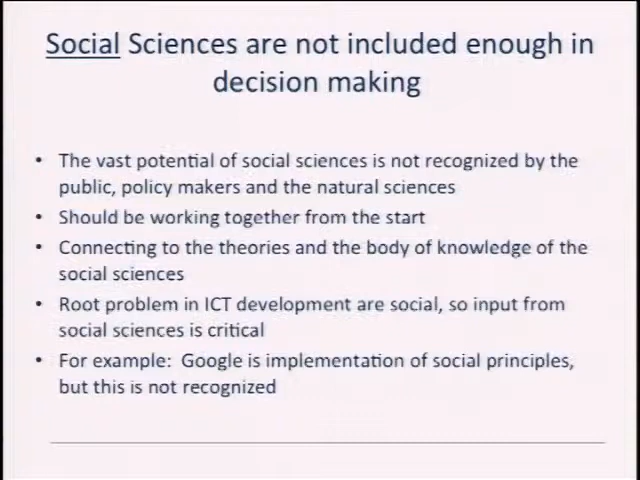 Social Sciences are not included enough in
decision making
• The vast potential of social sciences is not recognized by the
public, policy makers and the natural sciences
• Should be working together from the start
• Connecting to the theories and the body of knowledge of the
social sciences
• Root problem in ICT development are social, so input from
social sciences is critical
• For example:  Google is implementation of social principles,
but this is not recognized